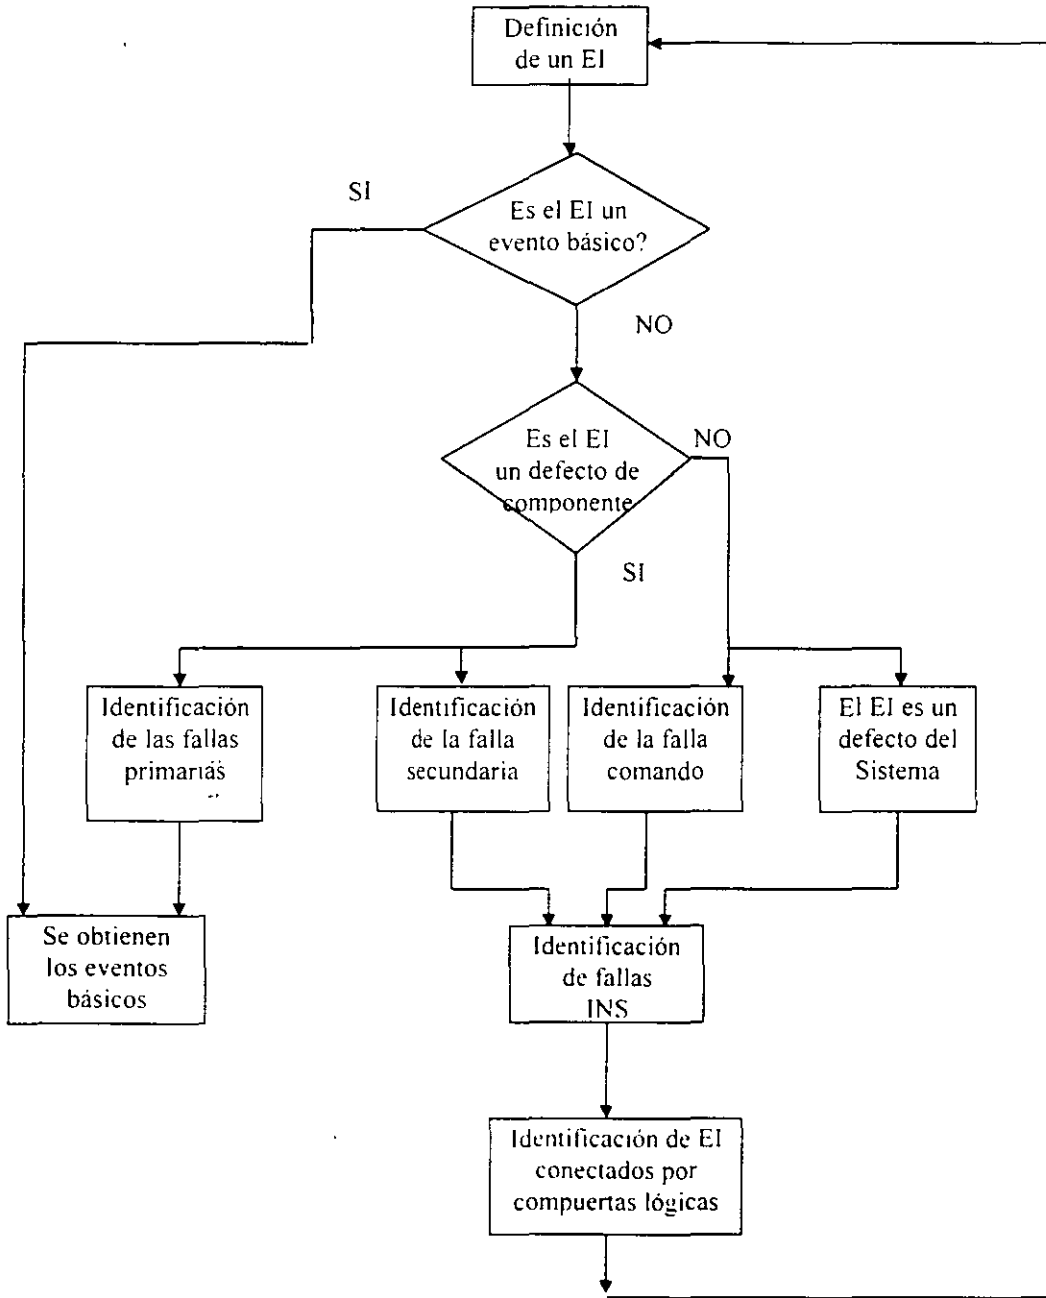 Definición
de un EI
SI
Es el EI un
evento básico?
NO
Es el EI
un defecto de
componente
NO
SI
Identificación
de las fallas
primarias
Identificación
de la falla
secundaria
Identificación
de la falla
comando
El EI es un
defecto del
Sistema
Se obtienen
los eventos
básicos
Identificación
de fallas
INS
Identificación de EI
conectados por
compuertas lógicas